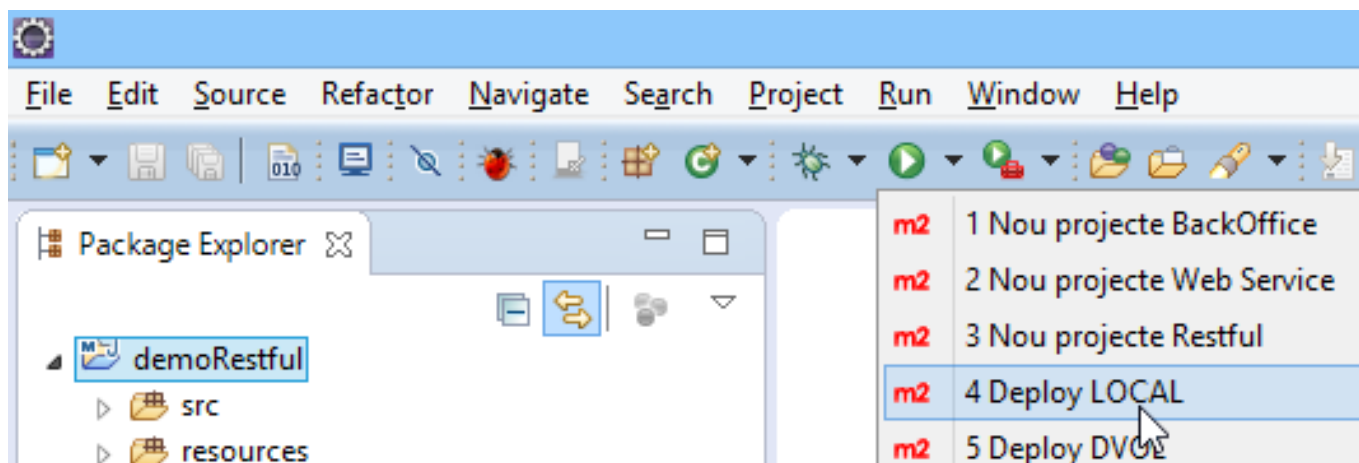 File Edit Source Refactor Navigate Search Project Run Window Help
010
Package Explorer
m2 1 Nou projecte BackOffice
m2 2 Nou projecte Web Service
m2 3 Nou projecte Restful
demoRestful
m2 4 Deploy LOCAL
src
m2 5 Deploy
resources